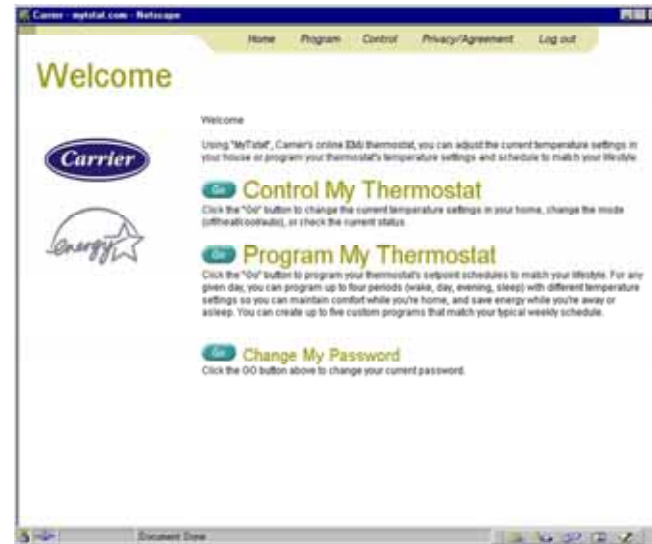 Carrier - mytstat.com - Netscape
Home Program Control Privacy/Agreement Log out
Welcome
Welcome
Using "MyTstat", Carrier's online EMi thermostat, you can adjust the current temperature settings in
your house or program your thermostat's temperature settings and schedule to match your lifestyle.
Carrier
Go Control My Thermostat
Click the "Go" button to change the current temperature settings in your home, change the mode
(off/heat/cool/auto), or check the current status.
energy
Go Program My Thermostat
Click the "Go" button to program your thermostat's setpoint schedules to match your lifestyle. For any
given day, you can program up to four periods (wake, day, evening, sleep) with different temperature
settings so you can maintain comfort while you're home, and save energy while you're away or
asleep. You can create up to five custom programs that match your typical weekly schedule.
Go Change My Password
Click the GO button above to change your current password.
Document Done